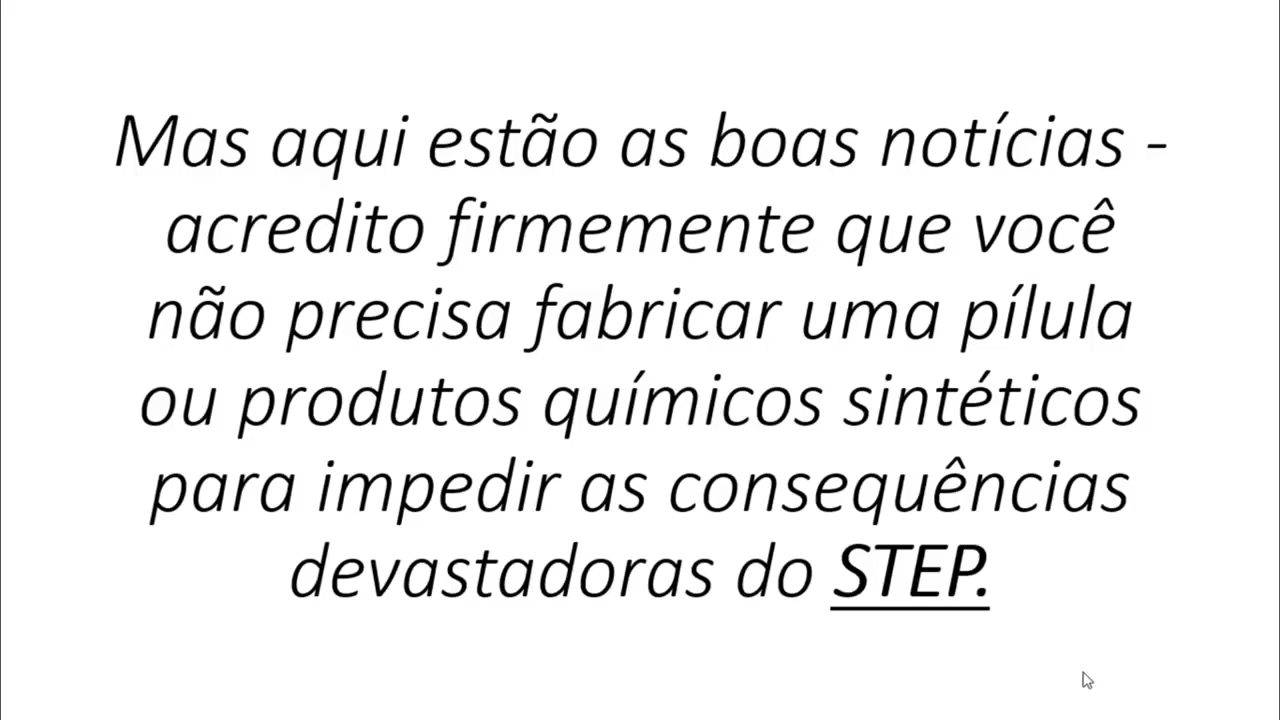 Mas aqui estão as boas notícias -
acredito firmemente que você
não precisa fabricar uma pílula
ou produtos químicos sintéticos
para impedir as consequências
devastadoras do STEP.